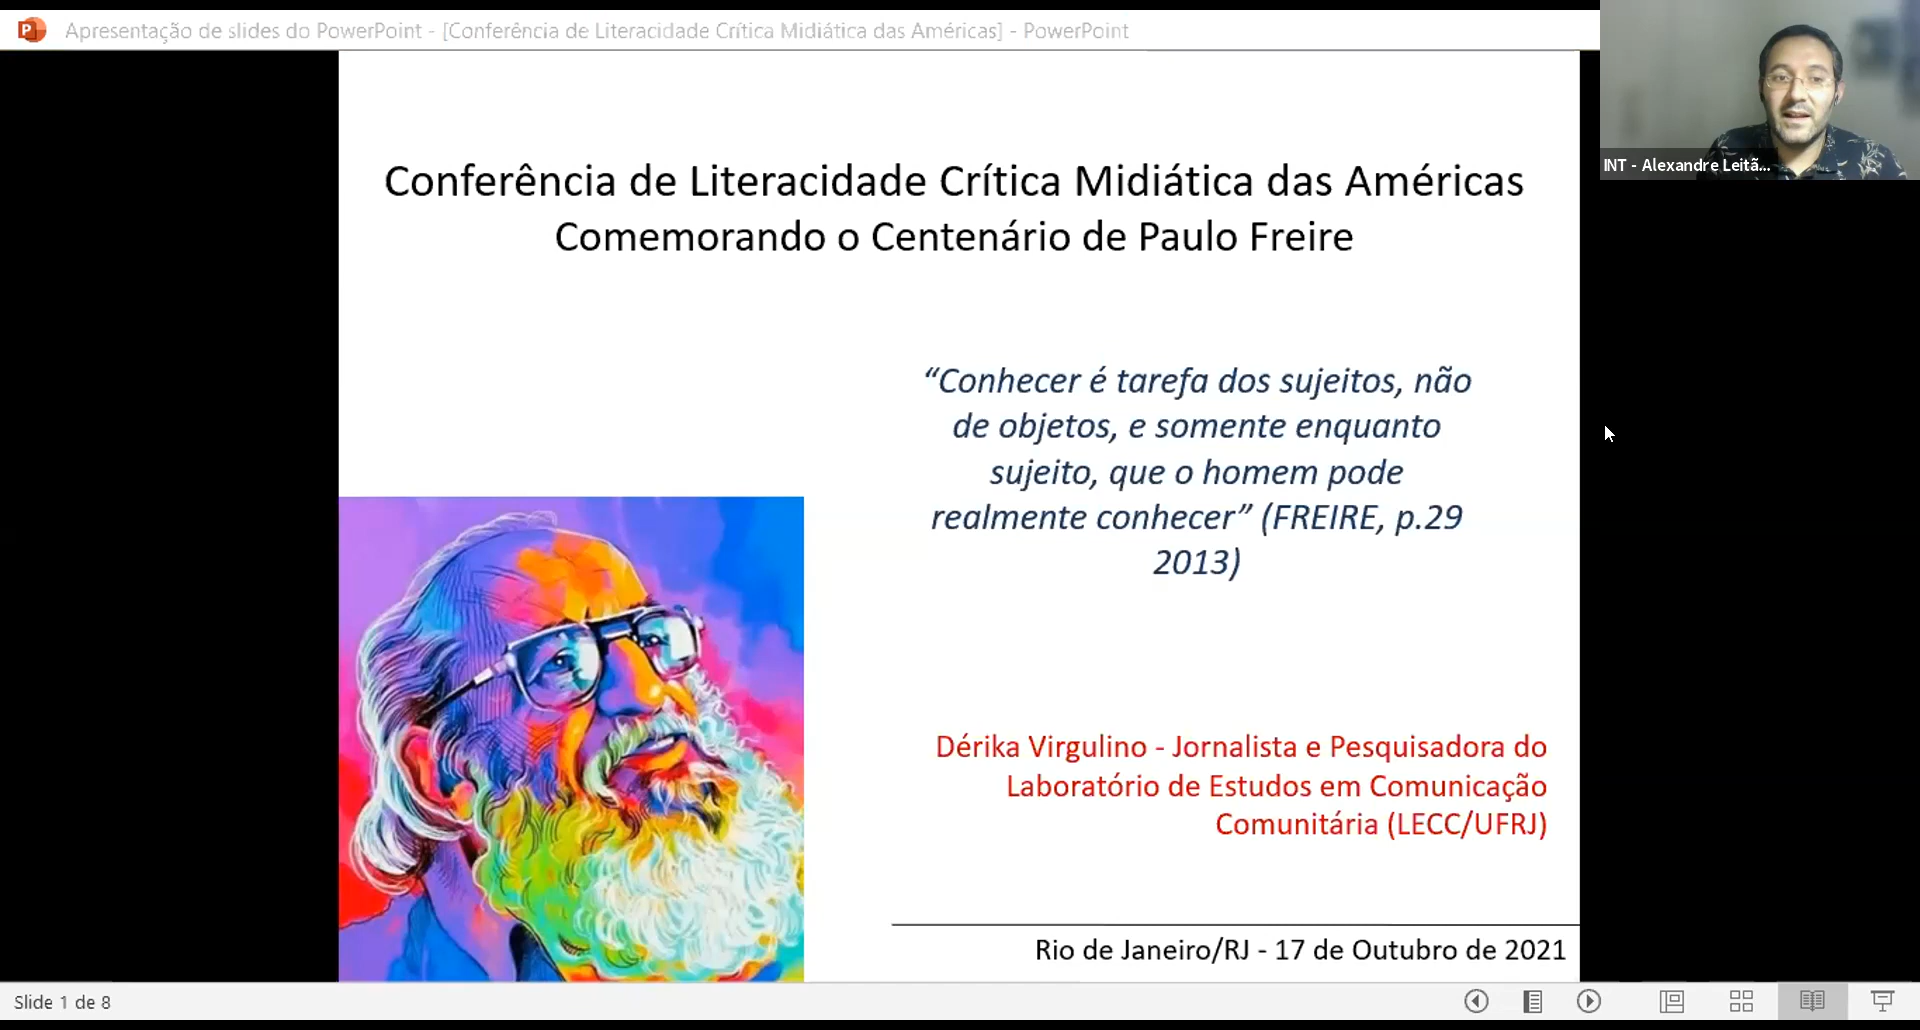 Apresentação de slides do PowerPoint - [Conferência de Literacidade Crítica Midiática das Américas] - PowerPoint
INT - Alexandre Leitã...
Conferência de Literacidade Crítica Midiática das Américas
Comemorando o Centenário de Paulo Freire
“Conhecer é tarefa dos sujeitos, não
de objetos, e somente enquanto
sujeito, que o homem pode
realmente conhecer” (FREIRE, p.29
2013)
Dérika Virgulino - Jornalista e Pesquisadora do
Laboratório de Estudos em Comunicação
Comunitária (LECC/UFRJ)
Rio de Janeiro/RJ - 17 de Outubro de 2021
Slide 1 de 8